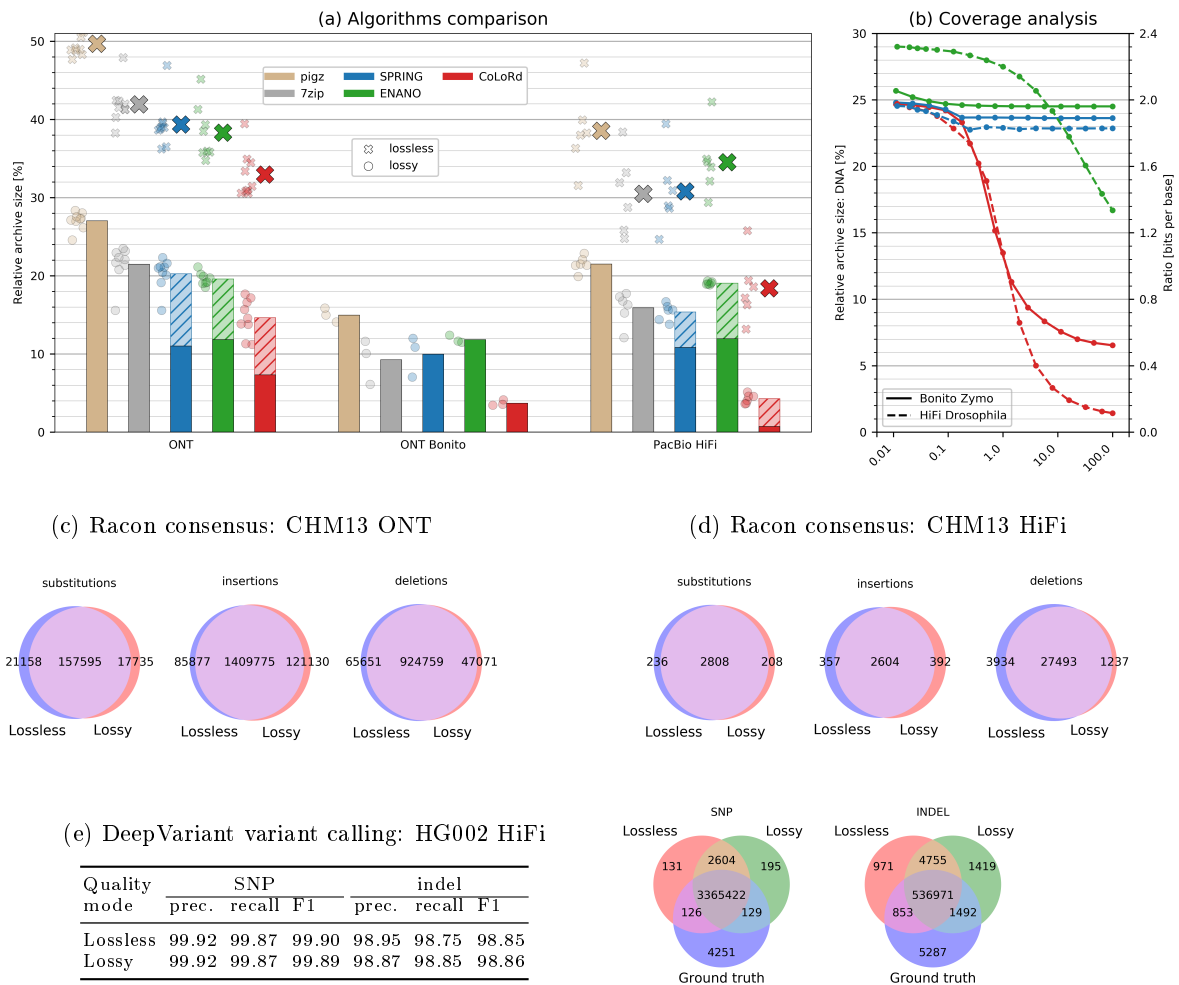 (a) Algorithms comparison
50
40
30
20
10
0
Relative archive size [%]
pigz
7zip
SPRING
ENANO
CoLoRd
lossless
lossy
ONT
ONT Bonito
PacBio HiFi
(b) Coverage analysis
30
25
20
15
10
5
0
Relative archive size: DNA [%]
2.4
2.0
1.6
1.2
0.8
0.4
0.0
Ratio [bits per base]
Bonito Zymo
HiFi Drosophila
0.01
0.1
1.0
10.0
100.0
(c) Racon consensus: CHM13 ONT
substitutions
21158 157595 17735
Lossless Lossy
insertions
85877 1409775 121130
Lossless Lossy
deletions
65651 924759 47071
Lossless Lossy
(d) Racon consensus: CHM13 HiFi
substitutions
236 2808 208
Lossless Lossy
insertions
357 2604 392
Lossless Lossy
deletions
3934 27493 1237
Lossless Lossy
(e) DeepVariant variant calling: HG002 HiFi
Quality SNP indel
mode prec. recall F1 prec. recall F1
Lossless 99.92 99.87 99.90 98.95 98.75 98.85
Lossy 99.92 99.87 99.89 98.87 98.85 98.86
SNP
Lossless Lossy
131 2604 195
3365422
126 129
4251
Ground truth
INDEL
Lossless Lossy
971 4755 1419
536971
853 1492
5287
Ground truth